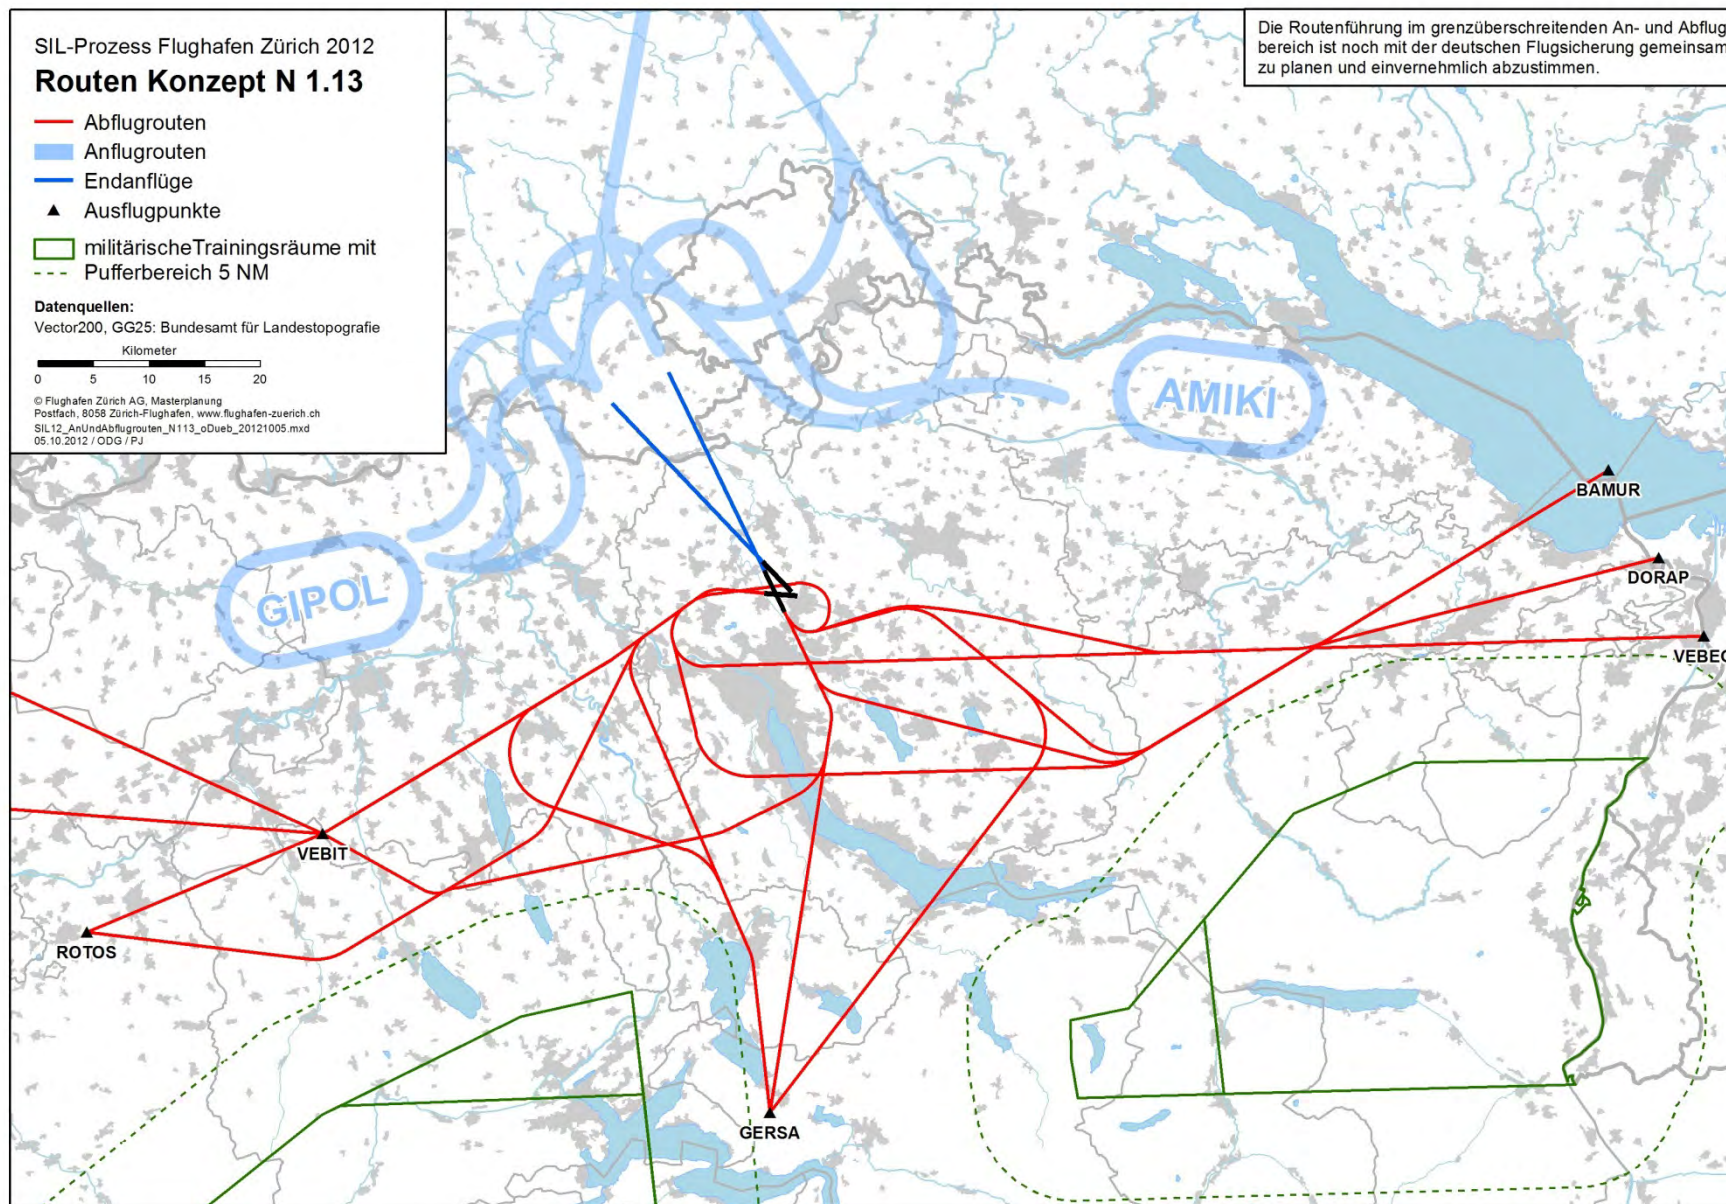 SIL-Prozess Flughafen Zürich 2012
Routen Konzept N 1.13
Abflugrouten
Anflugrouten
Endanflüge
Ausflugpunkte
militärischeTrainingsräume mit
Pufferbereich 5 NM
Datenquellen:
Vector200, GG25: Bundesamt für Landestopografie
Kilometer
0 5 10 15 20
© Flughafen Zürich AG, Masterplanung
Postfach, 8058 Zürich-Flughafen, www.flughafen-zuerich.ch
SIL12_AnUndAbflugrouten_N113_oDueb_20121005.mxd
05.10.2012 / ODG / PJ
Die Routenführung im grenzüberschreitenden An- und Abflug
bereich ist noch mit der deutschen Flugsicherung gemeinsam
zu planen und einvernehmlich abzustimmen.
AMIKI
BAMUR
DORAP
GIPOL
VEBEG
VEBIT
ROTOS
GERSA